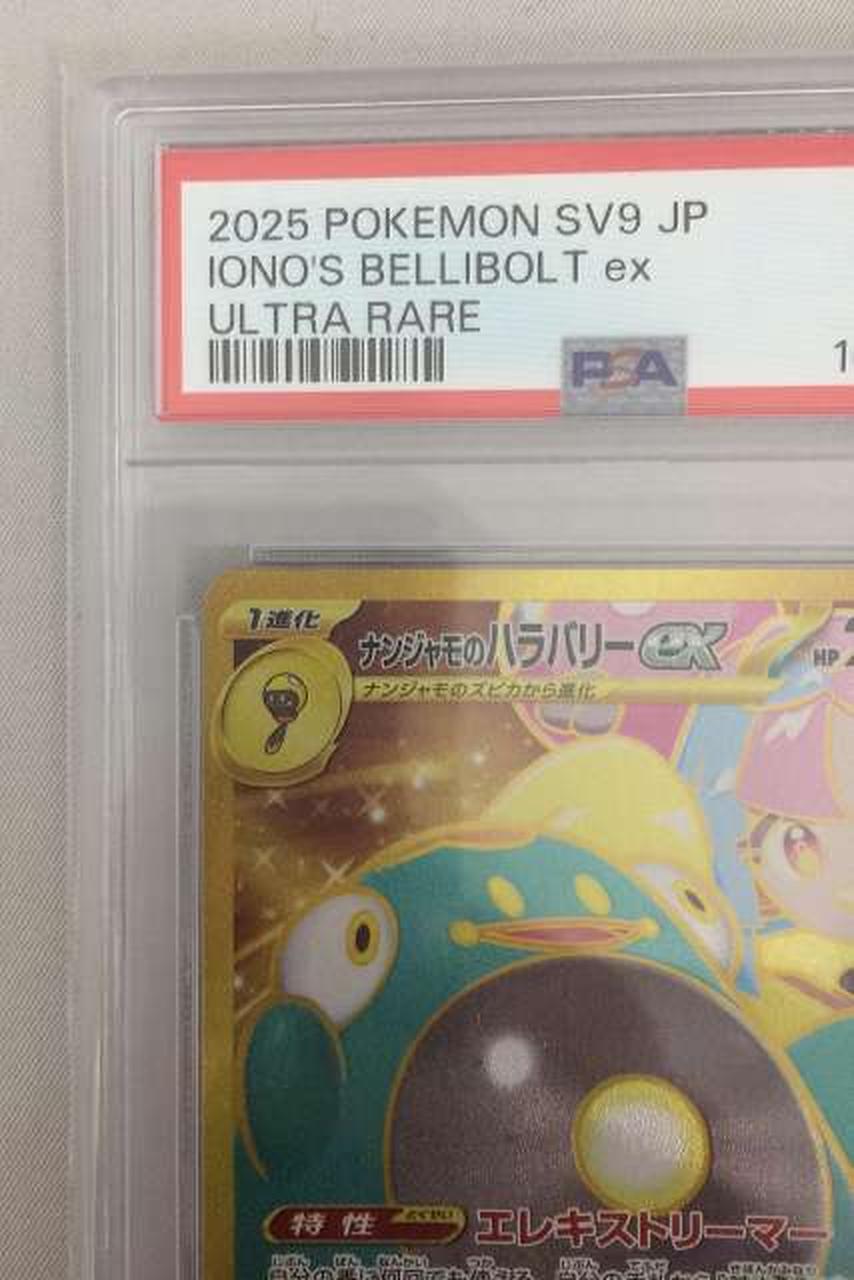 2025 POKEMON SV9 JP
IONO'S BELLIBOLT ex
ULTRA RARE
PSA
1
1進化
ナンジャモのハラバリーex
HP 2
ナンジャモのズピカから進化
特性 エレキストリーマー